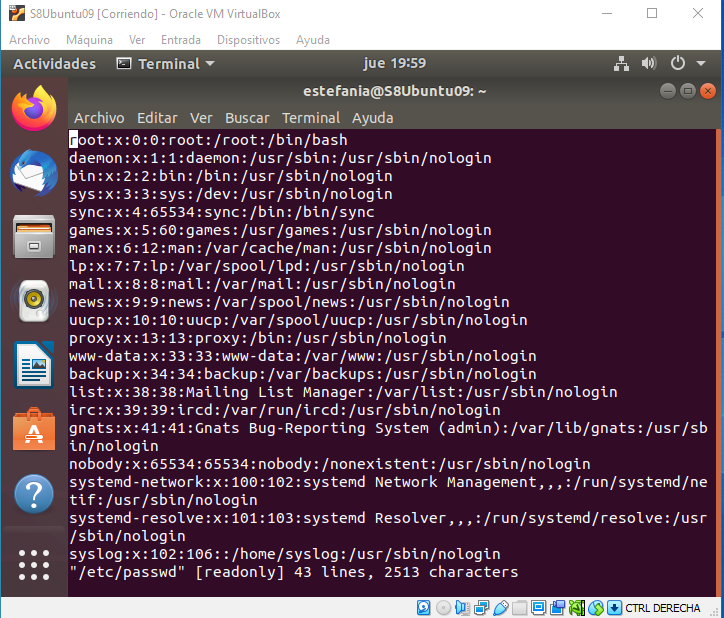 S8Ubuntu09 [Corriendo] - Oracle VM VirtualBox
Archivo Máquina Ver Entrada Dispositivos Ayuda
Actividades Terminal jue 19:59
estefania@S8Ubuntu09: ~
Archivo Editar Ver Buscar Terminal Ayuda
root:x:0:0:root:/root:/bin/bash
daemon:x:1:1:daemon:/usr/sbin:/usr/sbin/nologin
bin:x:2:2:bin:/bin:/usr/sbin/nologin
sys:x:3:3:sys:/dev:/usr/sbin/nologin
sync:x:4:65534:sync:/bin:/bin/sync
games:x:5:60:games:/usr/games:/usr/sbin/nologin
man:x:6:12:man:/var/cache/man:/usr/sbin/nologin
lp:x:7:7:lp:/var/spool/lpd:/usr/sbin/nologin
mail:x:8:8:mail:/var/mail:/usr/sbin/nologin
news:x:9:9:news:/var/spool/news:/usr/sbin/nologin
uucp:x:10:10:uucp:/var/spool/uucp:/usr/sbin/nologin
proxy:x:13:13:proxy:/bin:/usr/sbin/nologin
www-data:x:33:33:www-data:/var/www:/usr/sbin/nologin
backup:x:34:34:backup:/var/backups:/usr/sbin/nologin
list:x:38:38:Mailing List Manager:/var/list:/usr/sbin/nologin
irc:x:39:39:ircd:/var/run/ircd:/usr/sbin/nologin
gnats:x:41:41:Gnats Bug-Reporting System (admin):/var/lib/gnats:/usr/sb
in/nologin
nobody:x:65534:65534:nobody:/nonexistent:/usr/sbin/nologin
systemd-network:x:100:102:systemd Network Management,,,:/run/systemd/ne
tif:/usr/sbin/nologin
systemd-resolve:x:101:103:systemd Resolver,,,:/run/systemd/resolve:/usr
/sbin/nologin
syslog:x:102:106::/home/syslog:/usr/sbin/nologin
"/etc/passwd" [readonly] 43 lines, 2513 characters
CTRL DERECHA